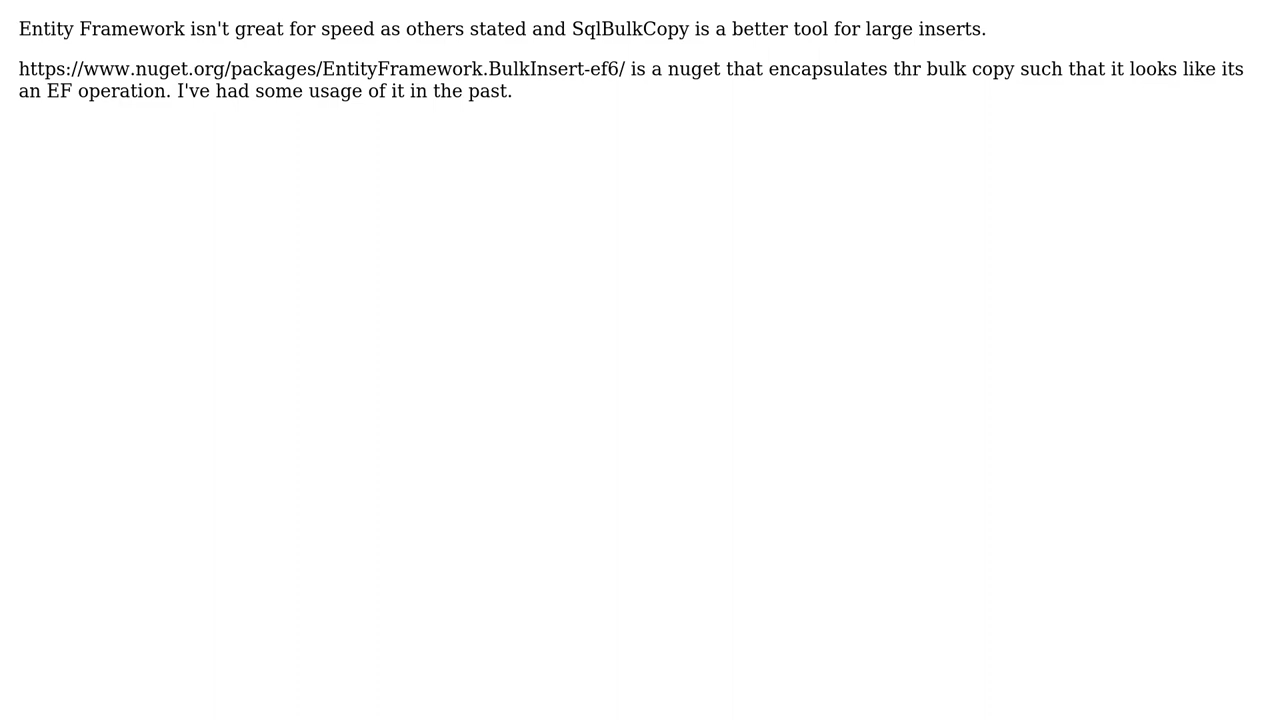 Entity Framework isn't great for speed as others stated and SqlBulkCopy is a better tool for large inserts.
https://www.nuget.org/packages/EntityFramework.BulkInsert-ef6/ is a nuget that encapsulates thr bulk copy such that it looks like its
an EF operation. I've had some usage of it in the past.